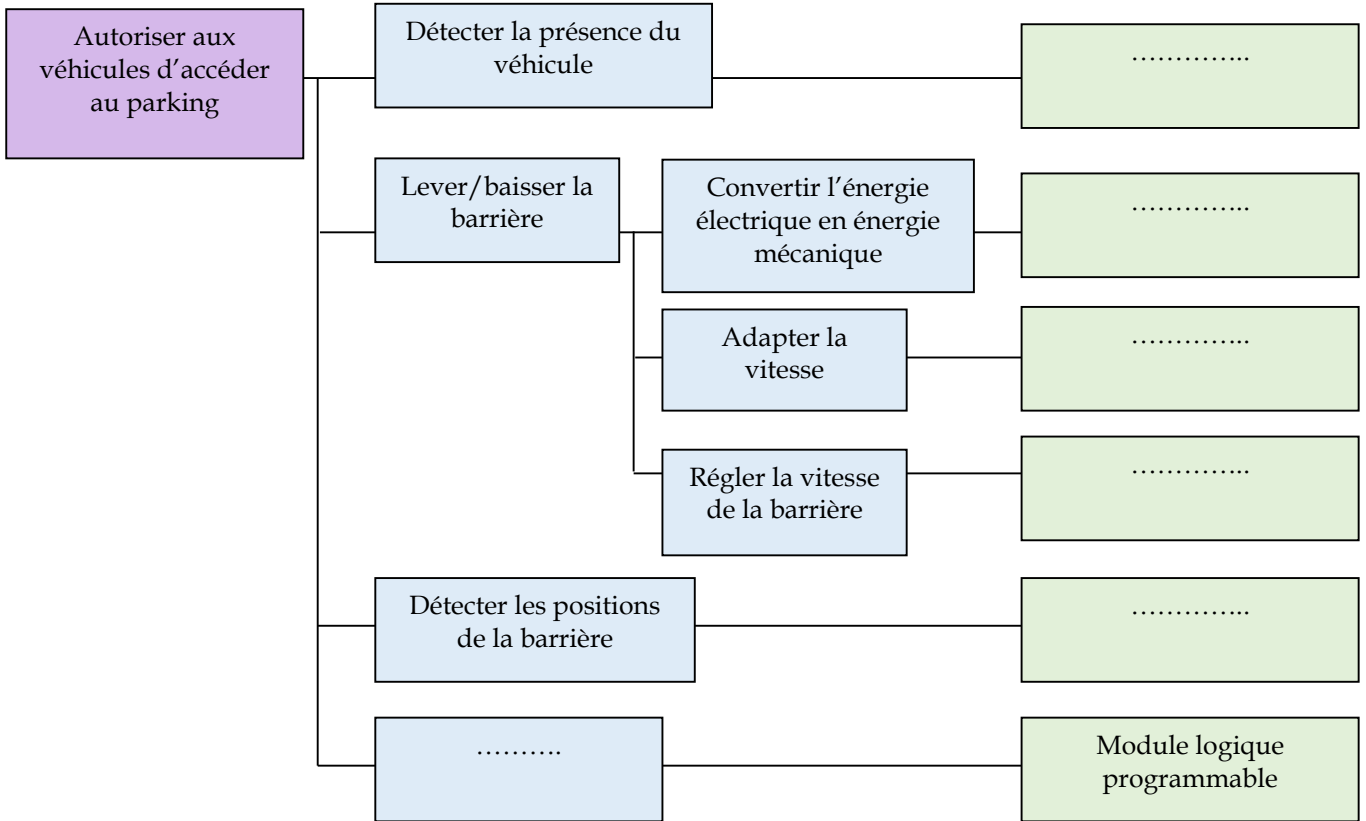 Autoriser aux
véhicules d’accéder
au parking
Détecter la présence du
véhicule
…………..
Lever/baisser la
barrière
Convertir l’énergie
électrique en énergie
mécanique
…………..
Adapter la
vitesse
…………..
Régler la vitesse
de la barrière
…………..
Détecter les positions
de la barrière
…………..
……….
Module logique
programmable